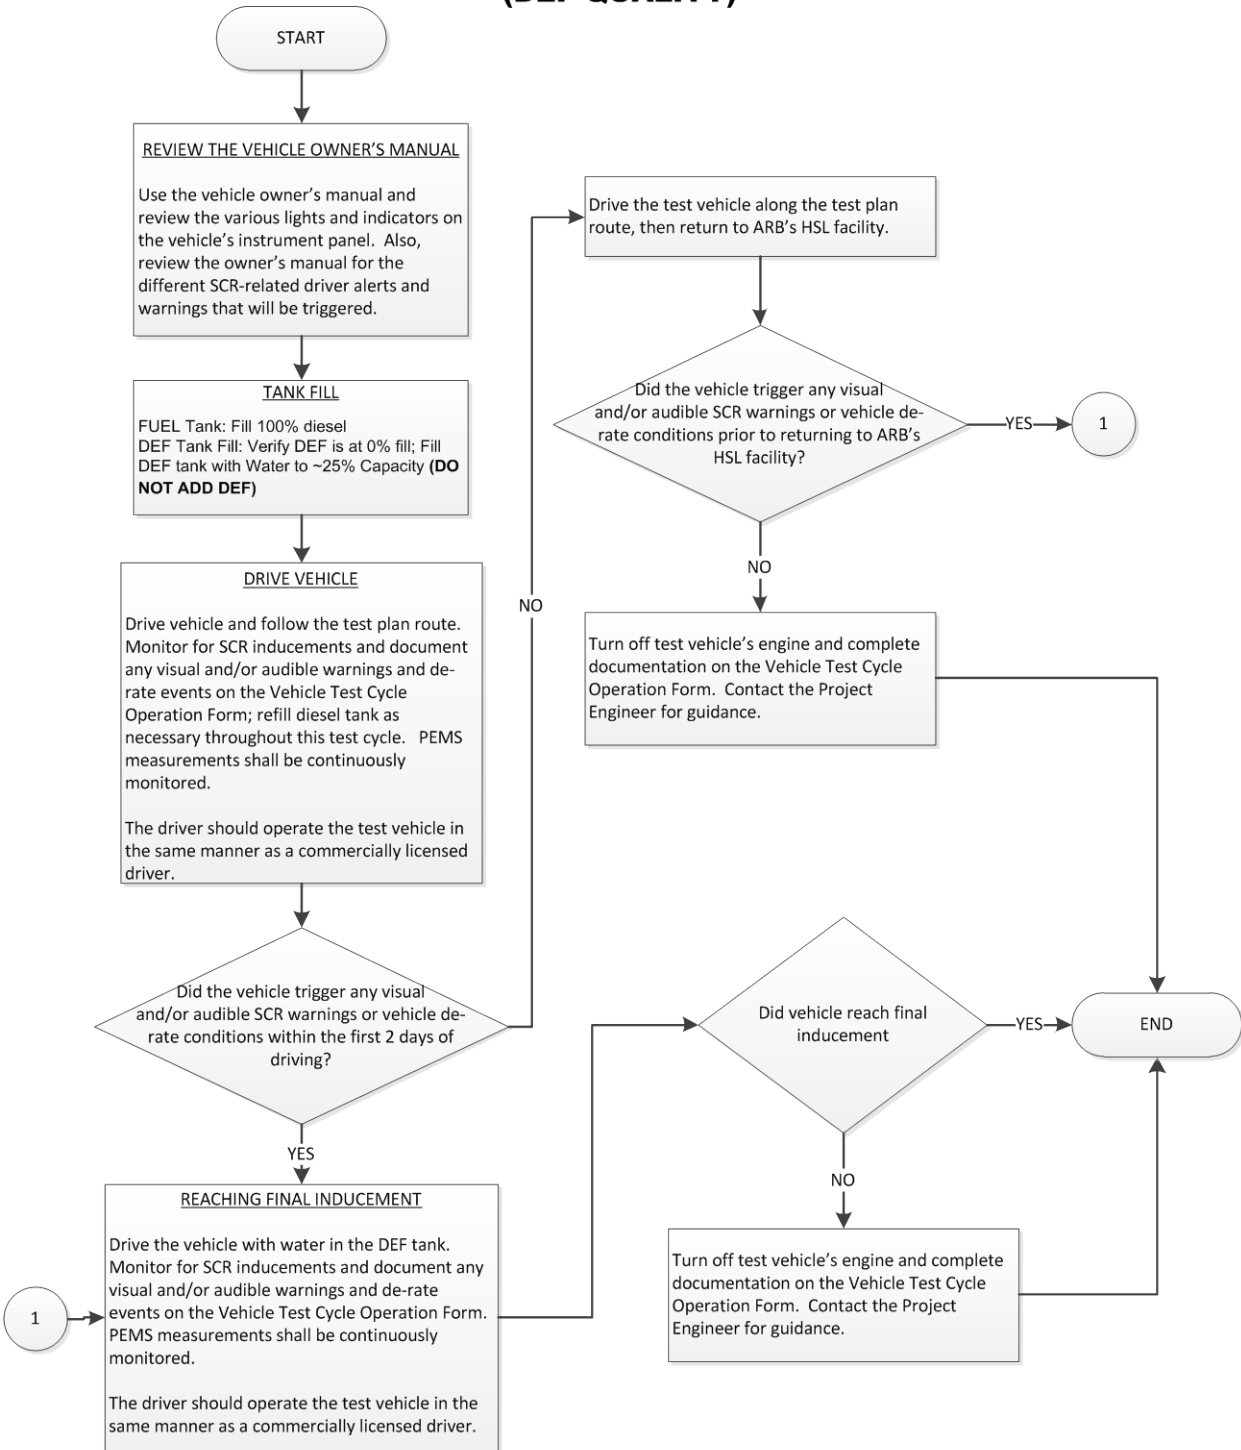 (DEF QUALITY)
START
REVIEW THE VEHICLE OWNER'S MANUAL
Use the vehicle owner's manual and
review the various lights and indicators on
the vehicle's instrument panel.  Also,
review the owner's manual for the
different SCR-related driver alerts and
warnings that will be triggered.
TANK FILL
FUEL Tank: Fill 100% diesel
DEF Tank Fill: Verify DEF is at 0% fill; Fill
DEF tank with Water to ~25% Capacity (DO
NOT ADD DEF)
DRIVE VEHICLE
Drive vehicle and follow the test plan route.
Monitor for SCR inducements and document
any visual and/or audible warnings and de-
rate events on the Vehicle Test Cycle
Operation Form; refill diesel tank as
necessary throughout this test cycle.   PEMS
measurements shall be continuously
monitored.
The driver should operate the test vehicle in
the same manner as a commercially licensed
driver.
Did the vehicle trigger any visual
and/or audible SCR warnings or vehicle de-
rate conditions within the first 2 days of
driving?
NO
YES
Drive the test vehicle along the test plan
route, then return to ARB's HSL facility.
Did the vehicle trigger any visual
and/or audible SCR warnings or vehicle de-
rate conditions prior to returning to ARB's
HSL facility?
YES
1
NO
Turn off test vehicle's engine and complete
documentation on the Vehicle Test Cycle
Operation Form.  Contact the Project
Engineer for guidance.
1
REACHING FINAL INDUCEMENT
Drive the vehicle with water in the DEF tank.
Monitor for SCR inducements and document any
visual and/or audible warnings and de-rate
events on the Vehicle Test Cycle Operation Form.
PEMS measurements shall be continuously
monitored.
The driver should operate the test vehicle in the
same manner as a commercially licensed driver.
Did vehicle reach final
inducement
YES
END
NO
Turn off test vehicle's engine and complete
documentation on the Vehicle Test Cycle
Operation Form.  Contact the Project
Engineer for guidance.